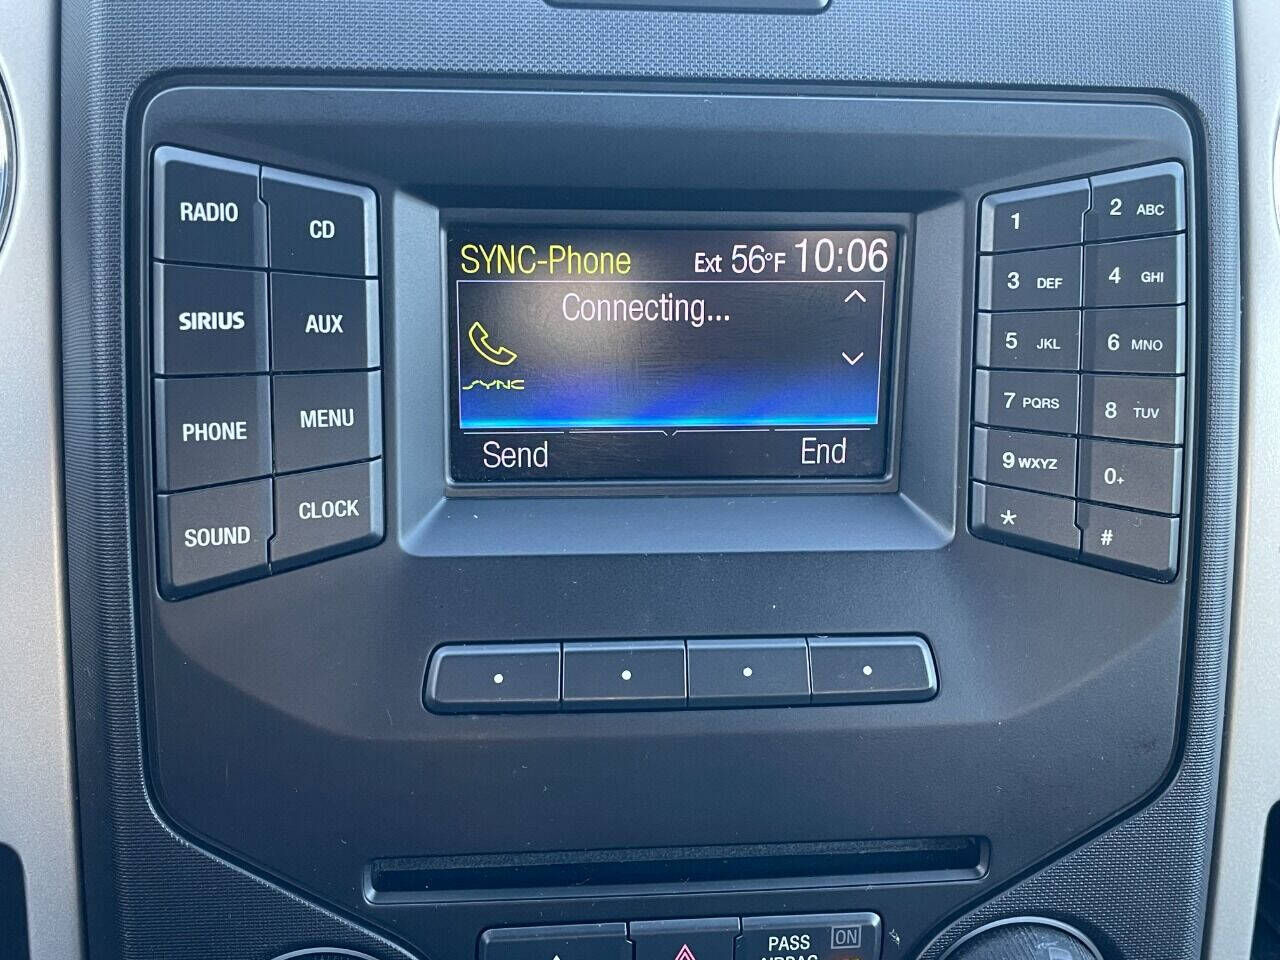 RADIO
CD
SIRIUS
AUX
PHONE
MENU
SOUND
CLOCK
SYNC-Phone Ext 56°F 10:06
Connecting...
SYNC
Send End
1
2 ABC
3 DEF
4 GHI
5 JKL
6 MNO
7 PQRS
8 TUV
9 WXYZ
0+
*
#
PASS ON
AIRBAG